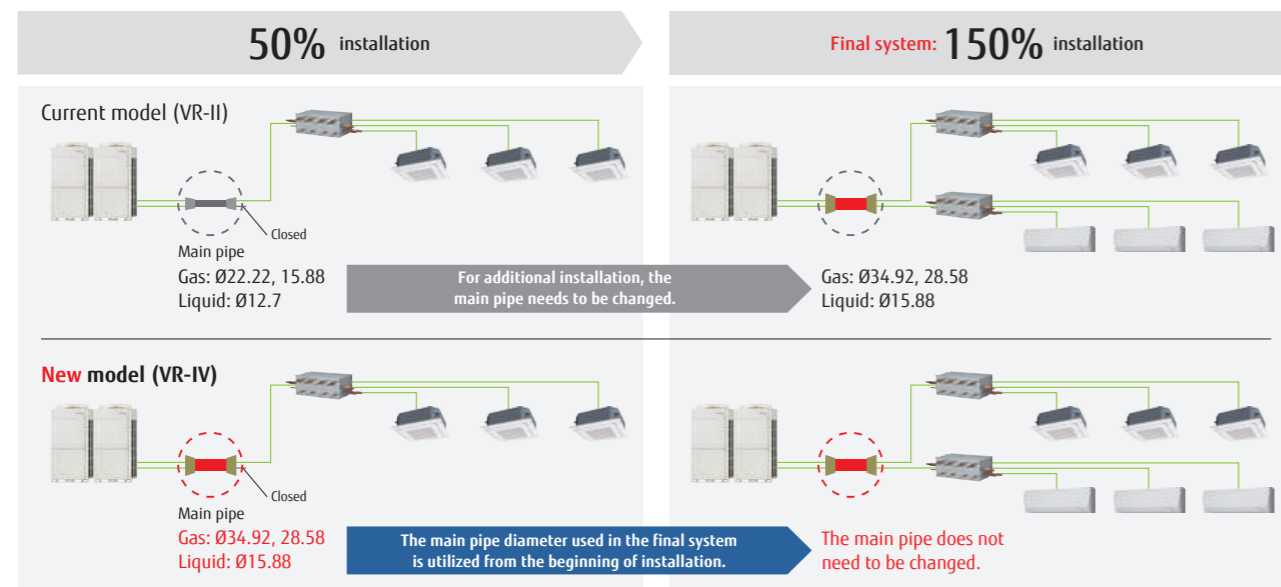 50% installation
Final system: 150% installation
Current model (VR-II)
Closed
Main pipe
Gas: Ø22.22, 15.88
Liquid: Ø12.7
For additional installation, the
main pipe needs to be changed.
Gas: Ø34.92, 28.58
Liquid: Ø15.88
New model (VR-IV)
Closed
Main pipe
Gas: Ø34.92, 28.58
Liquid: Ø15.88
The main pipe diameter used in the final system
is utilized from the beginning of installation.
The main pipe does not
need to be changed.